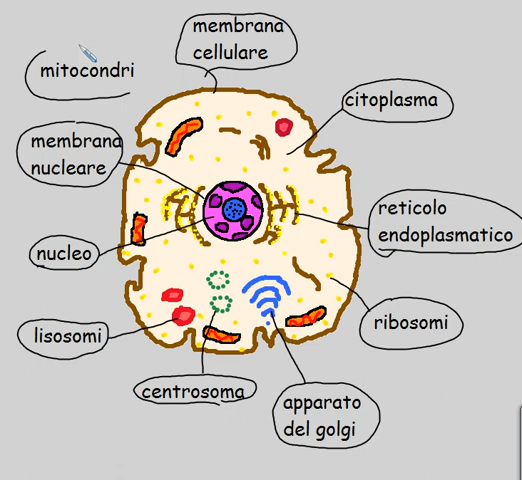 membrana
cellulare
mitocondri
citoplasma
membrana
nucleare
reticolo
endoplasmatico
nucleo
ribosomi
lisosomi
centrosoma
apparato
del golgi